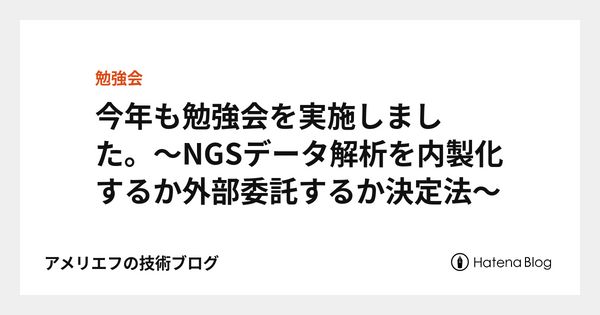 勉強会
今年も勉強会を実施しまし
た。〜NGSデータ解析を内製化
するか外部委託するか決定法〜
アメリエフの技術ブログ
Hatena Blog